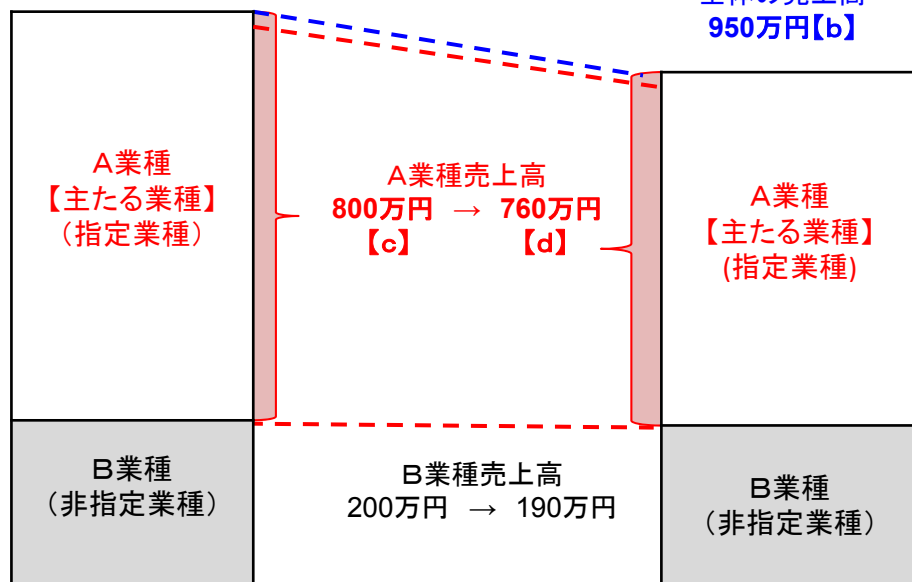 950万円【b】
A業種
【主たる業種】
（指定業種）
A業種売上高
800万円 → 760万円
【c】 【d】
A業種
【主たる業種】
(指定業種)
B業種
（非指定業種）
B業種売上高
200万円 → 190万円
B業種
（非指定業種）